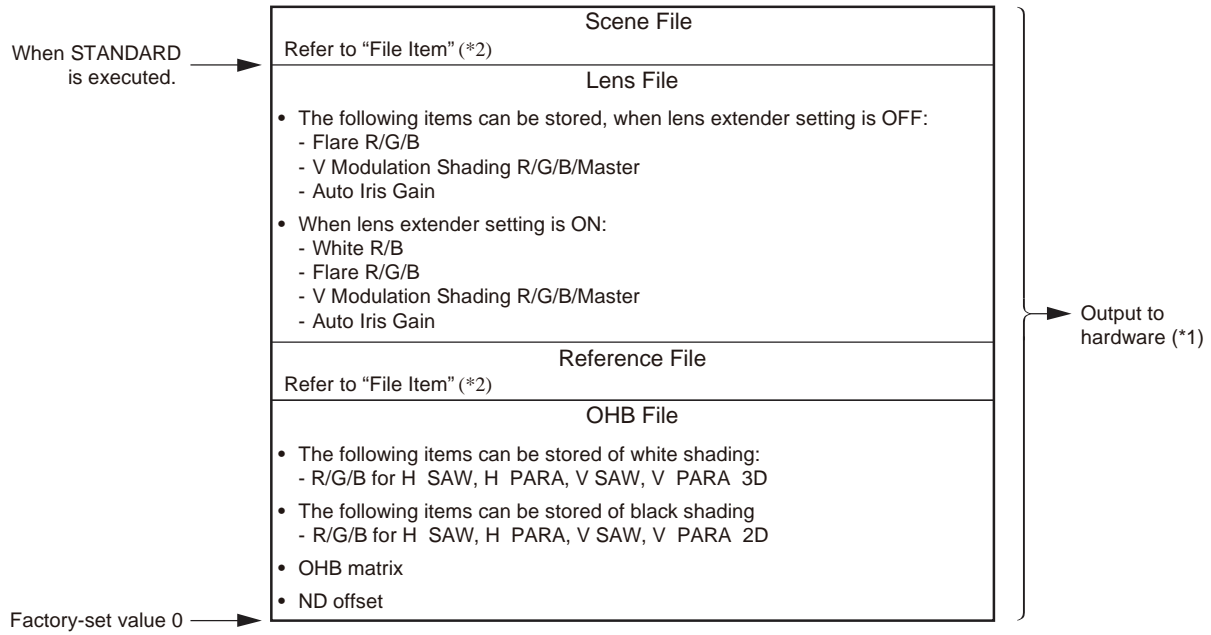 Scene File
Refer to “File Item” (*2)
When STANDARD
is executed.
Lens File
• The following items can be stored, when lens extender setting is OFF:
- Flare R/G/B
- V Modulation Shading R/G/B/Master
- Auto Iris Gain
• When lens extender setting is ON:
- White R/B
- Flare R/G/B
- V Modulation Shading R/G/B/Master
- Auto Iris Gain
Output to
hardware (*1)
Reference File
Refer to “File Item” (*2)
OHB File
• The following items can be stored of white shading:
- R/G/B for H SAW, H PARA, V SAW, V PARA 3D
• The following items can be stored of black shading
- R/G/B for H SAW, H PARA, V SAW, V PARA 2D
• OHB matrix
• ND offset
Factory-set value 0